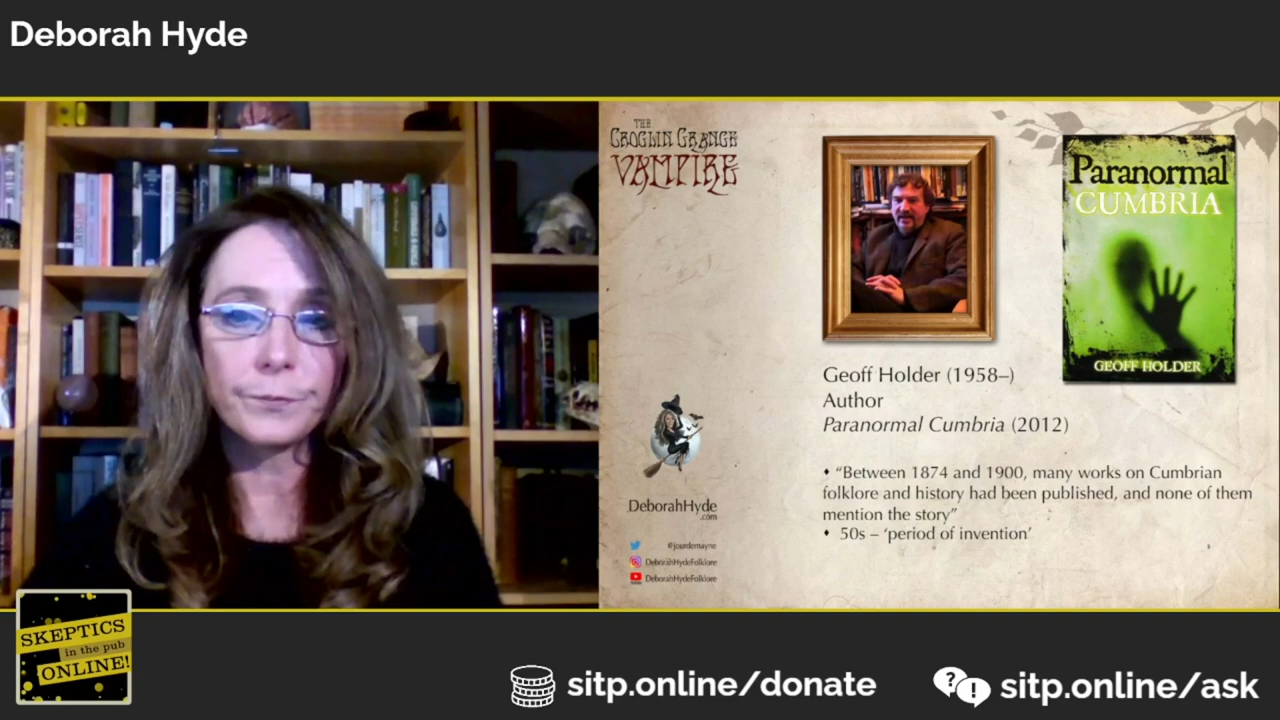 Deborah Hyde
THE
CROGLIN GRANGE
VAMPIRE
Paranormal
CUMBRIA
GEOFF HOLDER
Geoff Holder (1958–)
Author
Paranormal Cumbria (2012)
♦ “Between 1874 and 1900, many works on Cumbrian
folklore and history had been published, and none of them
mention the story”
♦ 50s – ‘period of invention’
DeborahHyde
.com
@jourdemayne
DeborahHydeFolklore
DeborahHydeFolklore
SKEPTICS
in the pub
ONLINE!
sitp.online/donate
sitp.online/ask